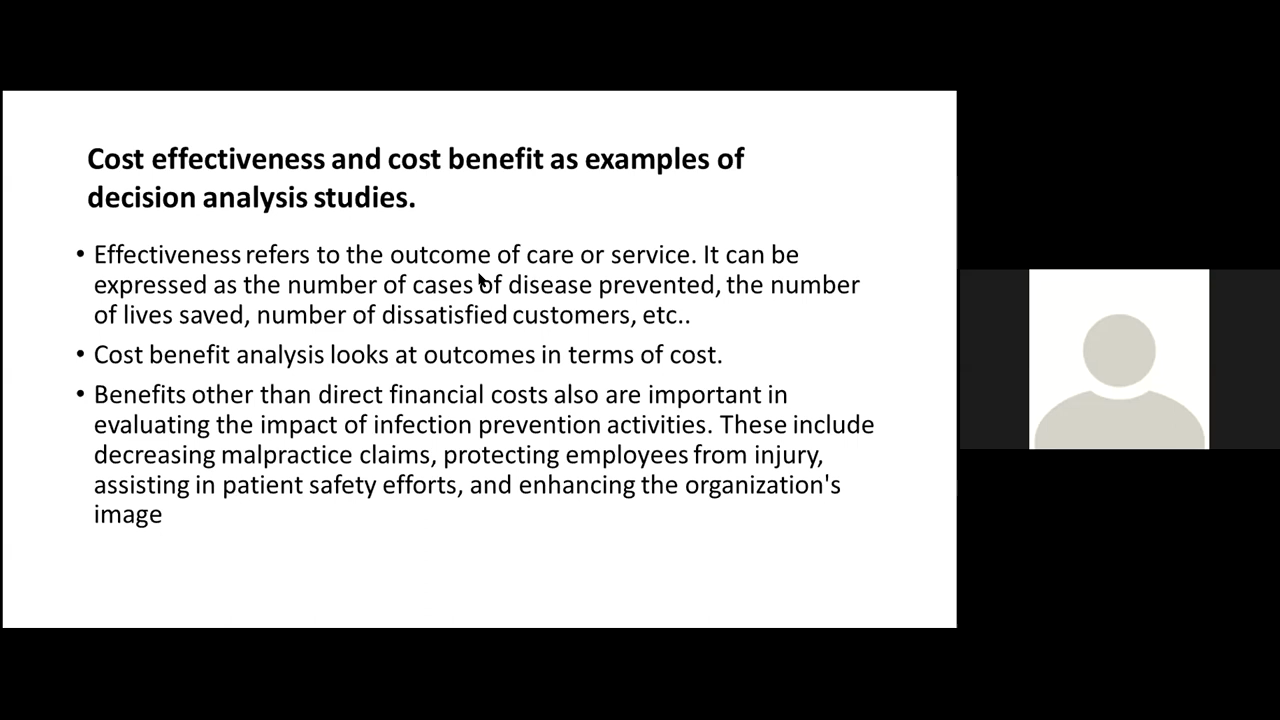 Cost effectiveness and cost benefit as examples of
decision analysis studies.
• Effectiveness refers to the outcome of care or service. It can be
expressed as the number of cases of disease prevented, the number
of lives saved, number of dissatisfied customers, etc..
• Cost benefit analysis looks at outcomes in terms of cost.
• Benefits other than direct financial costs also are important in
evaluating the impact of infection prevention activities. These include
decreasing malpractice claims, protecting employees from injury,
assisting in patient safety efforts, and enhancing the organization's
image